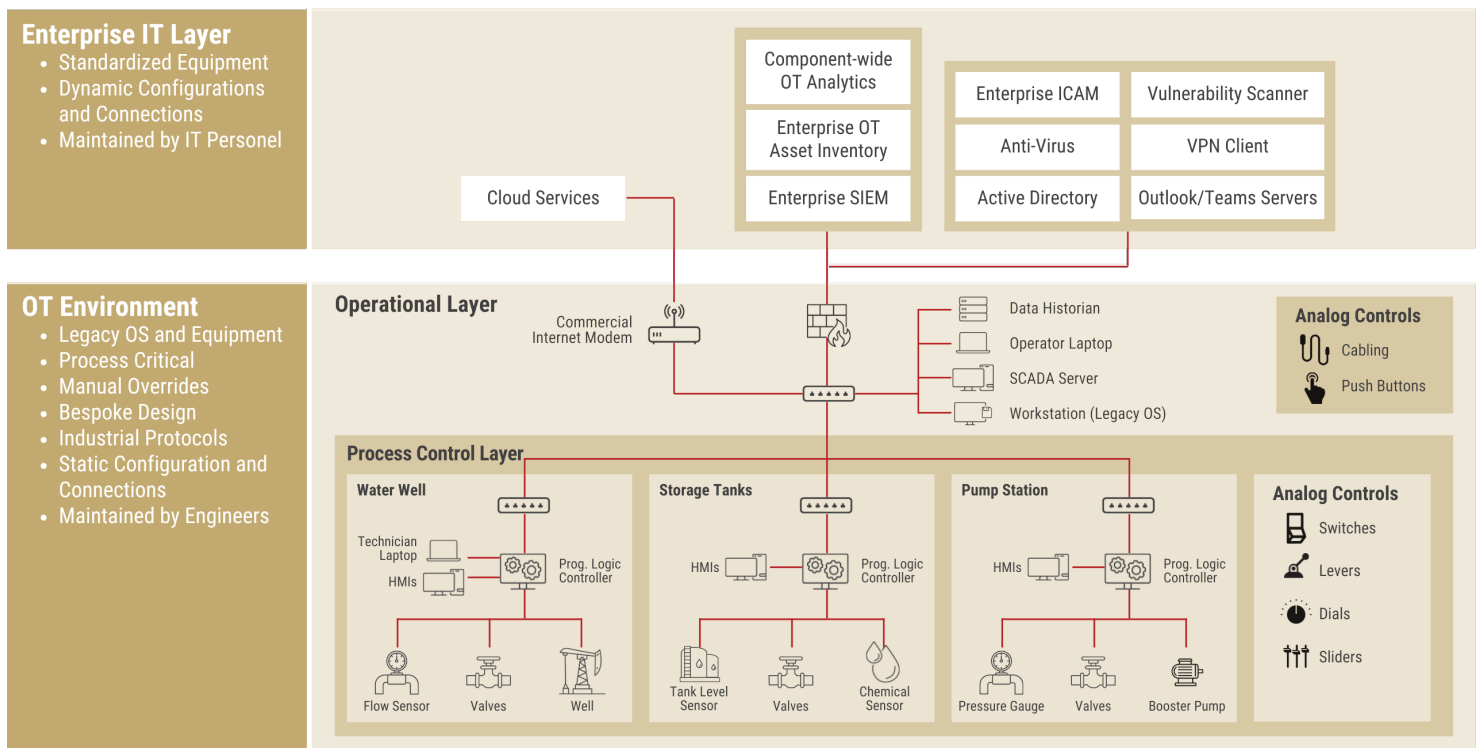 Enterprise IT Layer
• Standardized Equipment
• Dynamic Configurations
and Connections
• Maintained by IT Personel
Component-wide
OT Analytics
Enterprise OT
Asset Inventory
Enterprise SIEM
Enterprise ICAM
Vulnerability Scanner
Anti-Virus
VPN Client
Active Directory
Outlook/Teams Servers
Cloud Services
OT Environment
• Legacy OS and Equipment
• Process Critical
• Manual Overrides
• Bespoke Design
• Industrial Protocols
• Static Configuration and
Connections
• Maintained by Engineers
Operational Layer
Commercial
Internet Modem
Data Historian
Operator Laptop
SCADA Server
Workstation (Legacy OS)
Analog Controls
Cabling
Push Buttons
Process Control Layer
Water Well
Technician
Laptop
HMIs
Prog. Logic
Controller
Flow Sensor
Valves
Well
Storage Tanks
HMIs
Prog. Logic
Controller
Tank Level
Sensor
Valves
Chemical
Sensor
Pump Station
HMIs
Prog. Logic
Controller
Pressure Gauge
Valves
Booster Pump
Analog Controls
Switches
Levers
Dials
Sliders